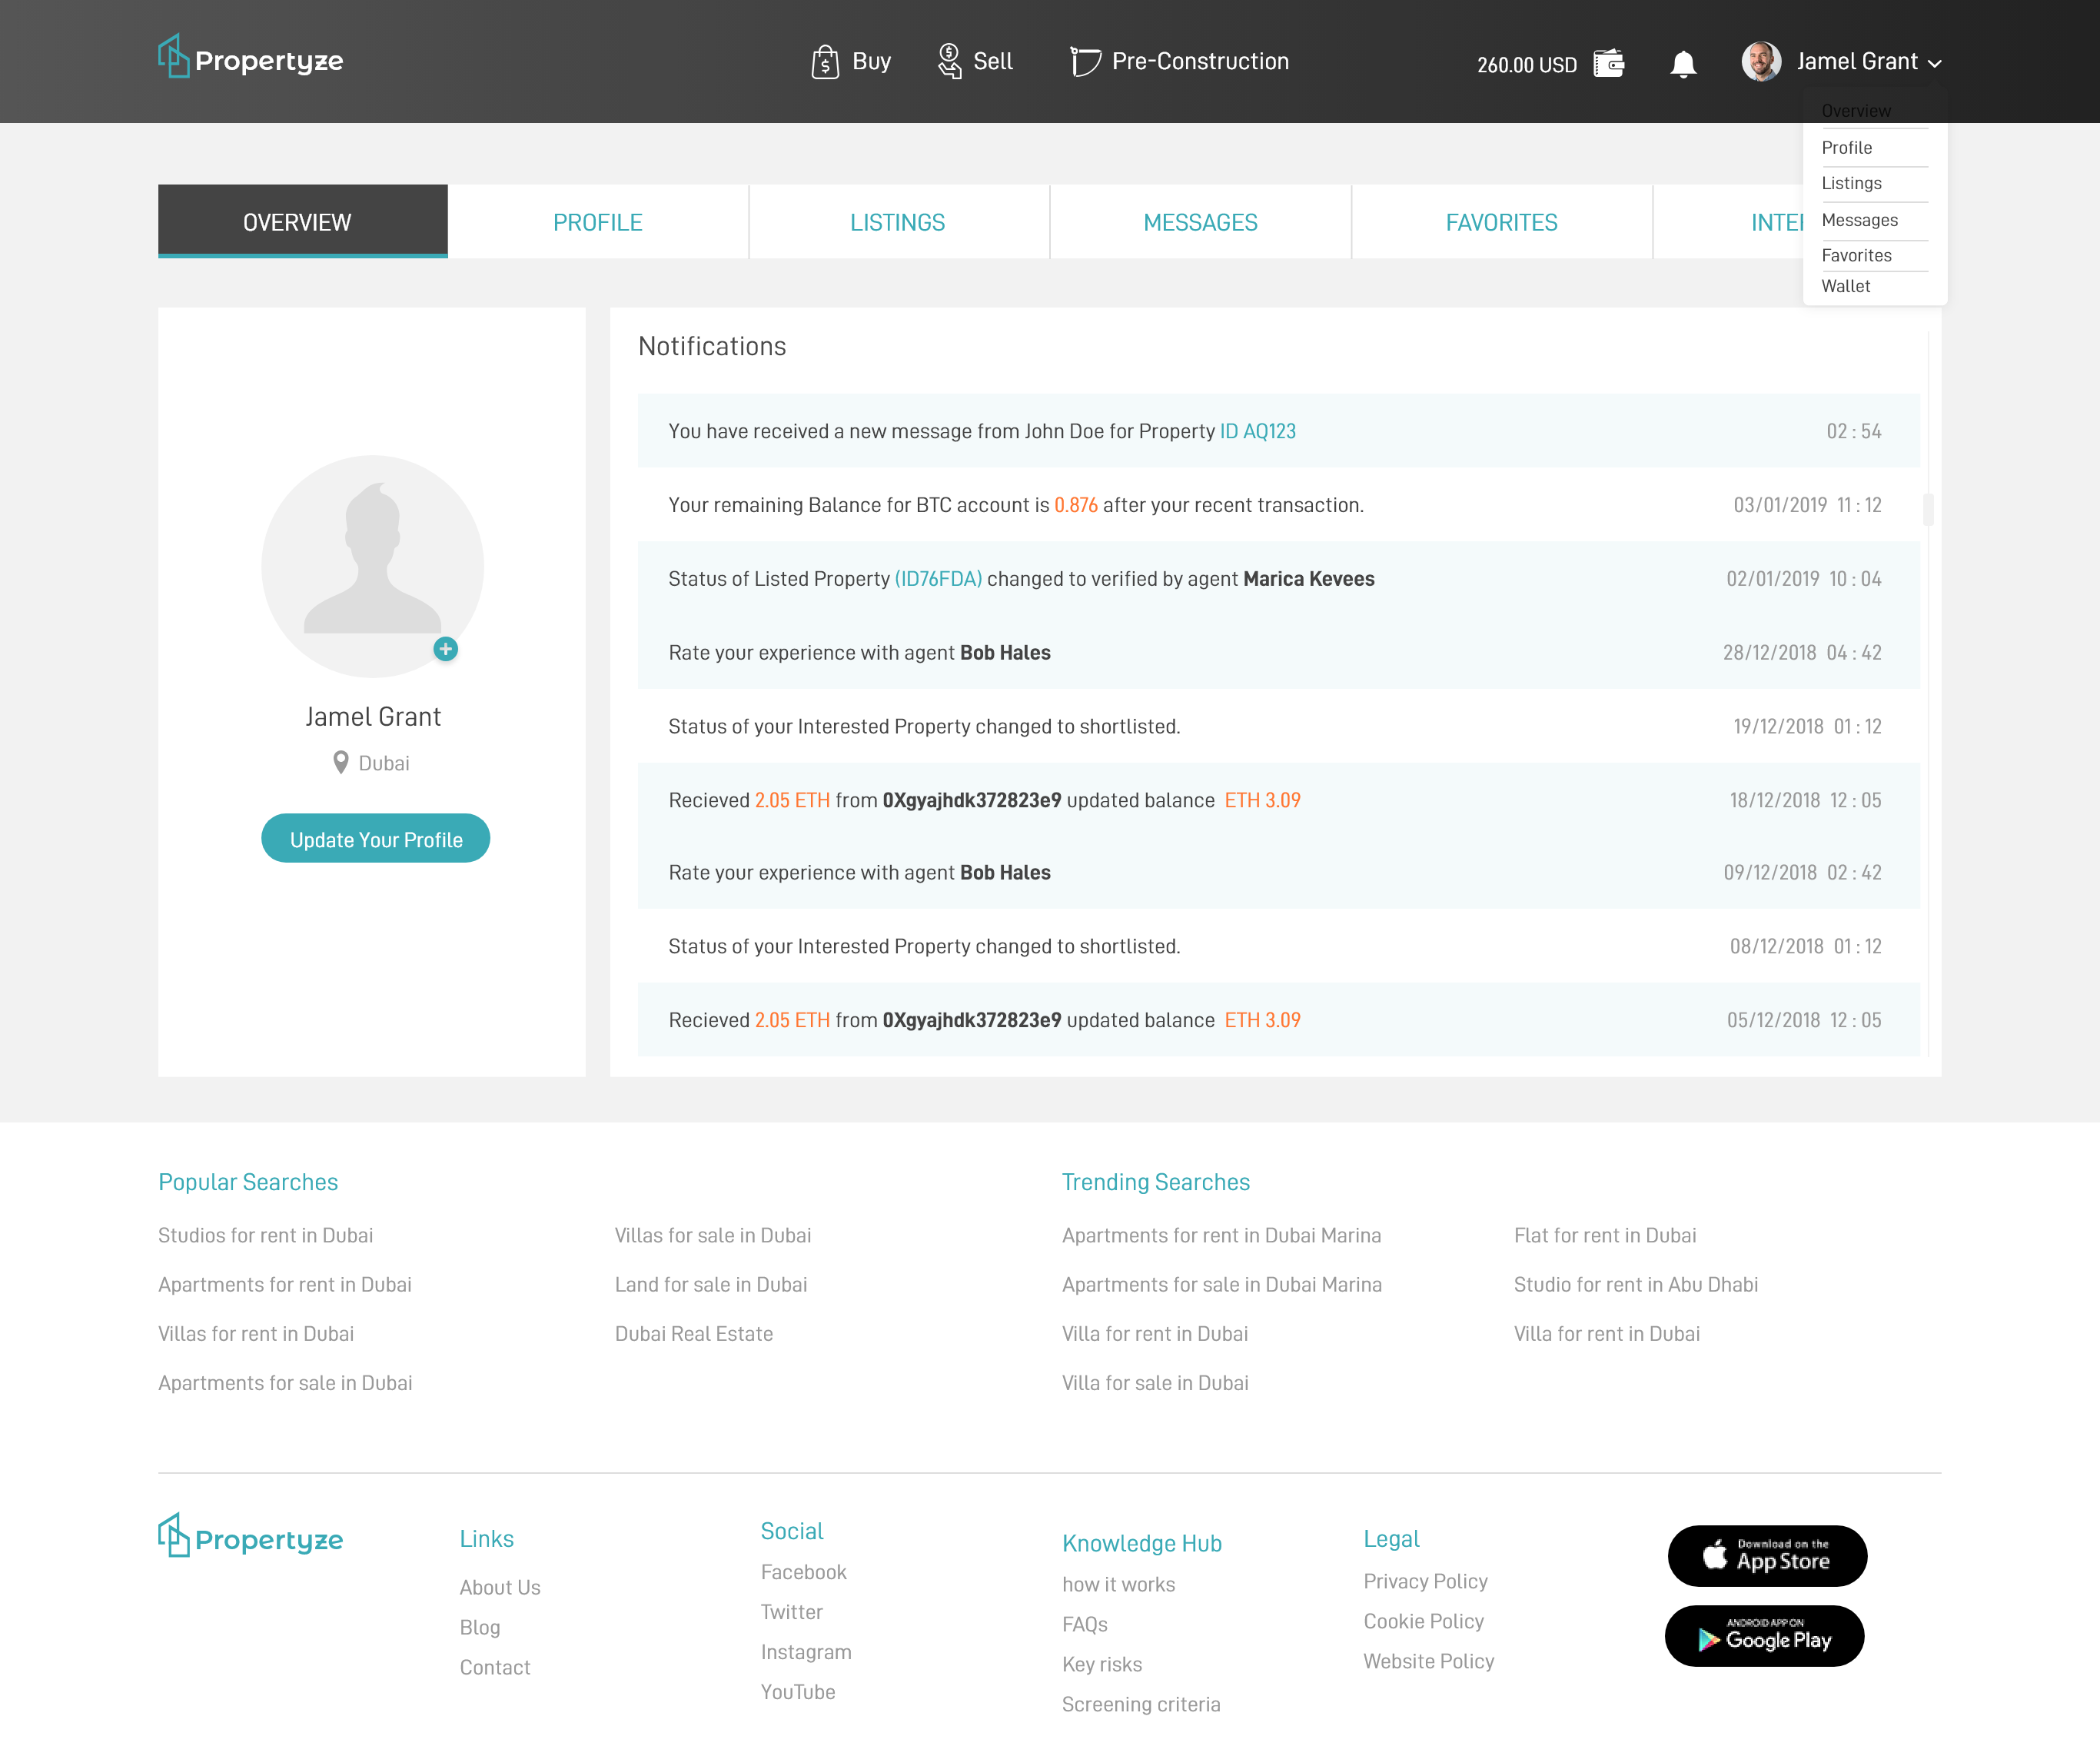 Propertyze
Buy
Sell
Pre-Construction
260.00 USD
Jamel Grant
Overview
Profile
Listings
Messages
Favorites
Wallet
OVERVIEW
PROFILE
LISTINGS
MESSAGES
FAVORITES
Jamel Grant
Dubai
Update Your Profile
Notifications
You have received a new message from John Doe for Property ID AQ123 02 : 54
Your remaining Balance for BTC account is 0.876 after your recent transaction. 03/01/2019 11 : 12
Status of Listed Property (ID76FDA) changed to verified by agent Marica Kevees 02/01/2019 10 : 04
Rate your experience with agent Bob Hales 28/12/2018 04 : 42
Status of your Interested Property changed to shortlisted. 19/12/2018 01 : 12
Recieved 2.05 ETH from 0Xgyajhdk372823e9 updated balance ETH 3.09 18/12/2018 12 : 05
Rate your experience with agent Bob Hales 09/12/2018 02 : 42
Status of your Interested Property changed to shortlisted. 08/12/2018 01 : 12
Recieved 2.05 ETH from 0Xgyajhdk372823e9 updated balance ETH 3.09 05/12/2018 12 : 05
Popular Searches
Studios for rent in Dubai
Apartments for rent in Dubai
Villas for rent in Dubai
Apartments for sale in Dubai
Villas for sale in Dubai
Land for sale in Dubai
Dubai Real Estate
Trending Searches
Apartments for rent in Dubai Marina
Apartments for sale in Dubai Marina
Villa for rent in Dubai
Villa for sale in Dubai
Flat for rent in Dubai
Studio for rent in Abu Dhabi
Villa for rent in Dubai
Propertyze
Links
About Us
Blog
Contact
Social
Facebook
Twitter
Instagram
YouTube
Knowledge Hub
how it works
FAQs
Key risks
Screening criteria
Legal
Privacy Policy
Cookie Policy
Website Policy
Download on the
App Store
ANDROID APP ON
Google Play